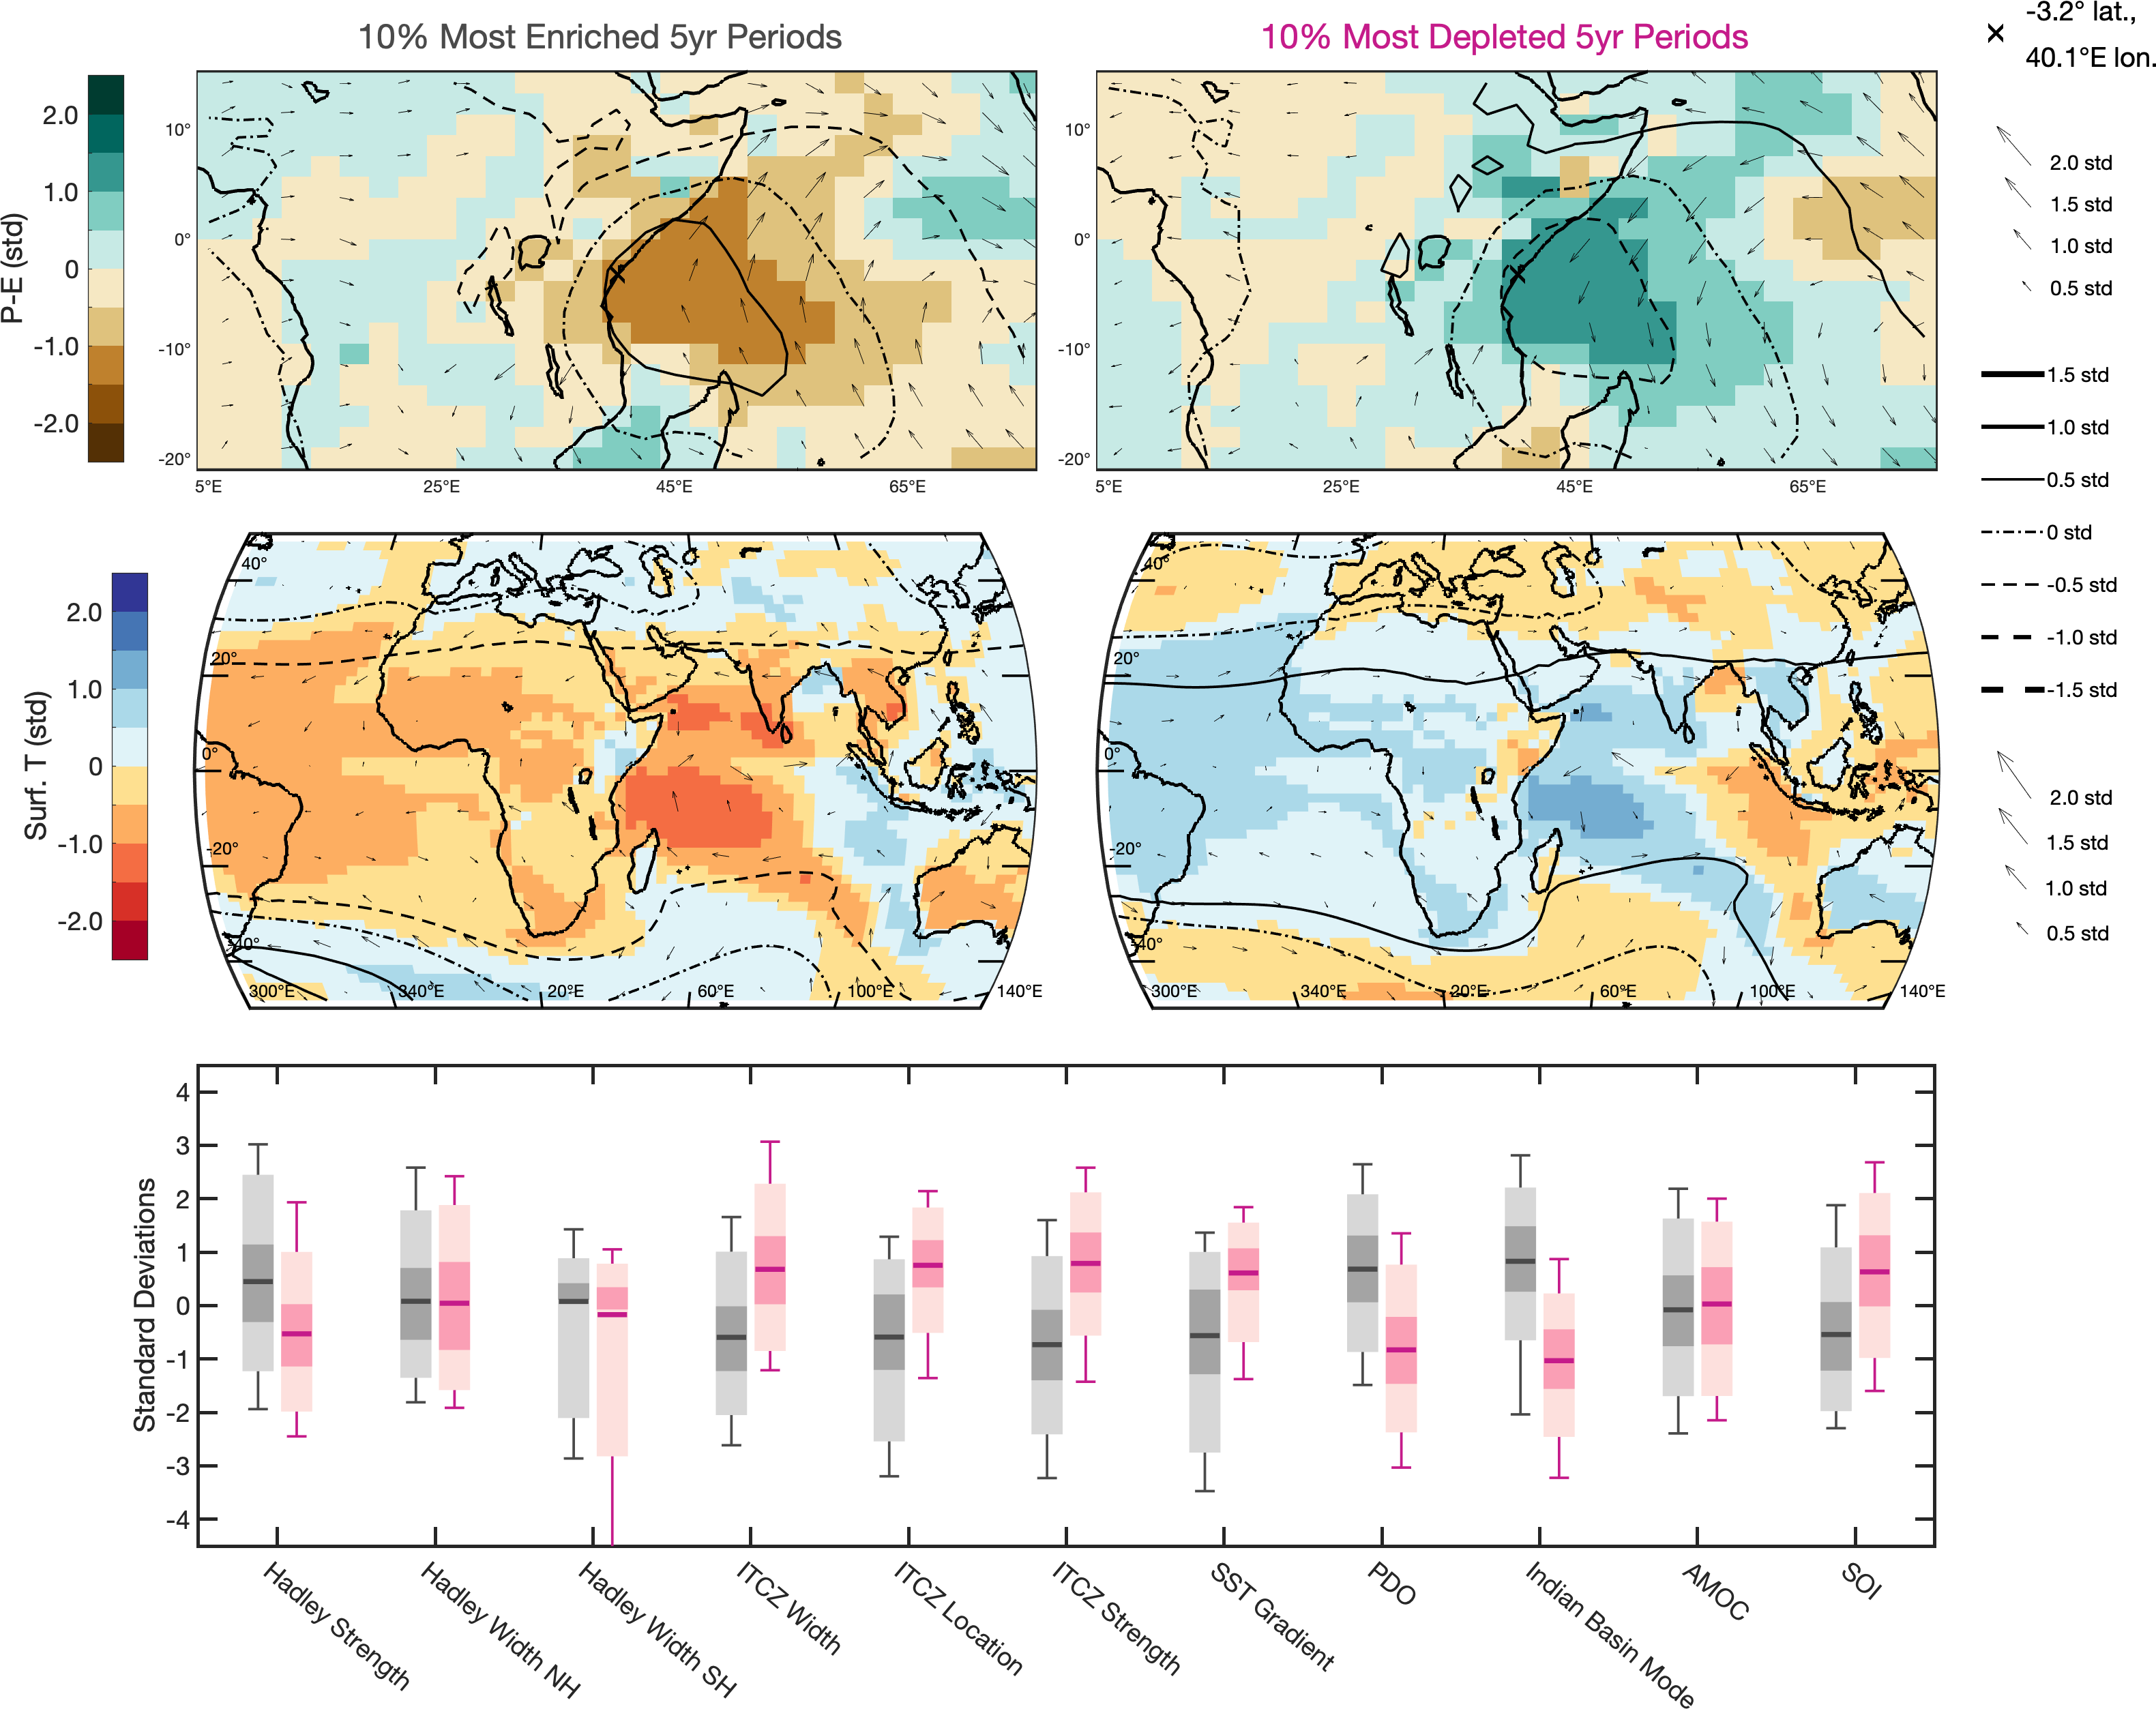 10% Most Enriched 5yr Periods
10% Most Depleted 5yr Periods
-3.2° lat.,
40.1°E lon.
P-E (std)
2.0
1.0
0
-1.0
-2.0
10°
0°
-10°
-20°
5°E 25°E 45°E 65°E
10°
0°
-10°
-20°
5°E 25°E 45°E 65°E
2.0 std
1.5 std
1.0 std
0.5 std
1.5 std
1.0 std
0.5 std
0 std
-0.5 std
-1.0 std
-1.5 std
2.0 std
1.5 std
1.0 std
0.5 std
Surf. T (std)
2.0
1.0
0
-1.0
-2.0
40°
20°
0°
-20°
-40°
300°E 340°E 20°E 60°E 100°E 140°E
40°
20°
0°
-20°
-40°
300°E 340°E 20°E 60°E 100°E 140°E
Standard Deviations
4
3
2
1
0
-1
-2
-3
-4
Hadley Strength
Hadley Width NH
Hadley Width SH
ITCZ Width
ITCZ Location
ITCZ Strength
SST Gradient
PDO
Indian Basin Mode
AMOC
SOI